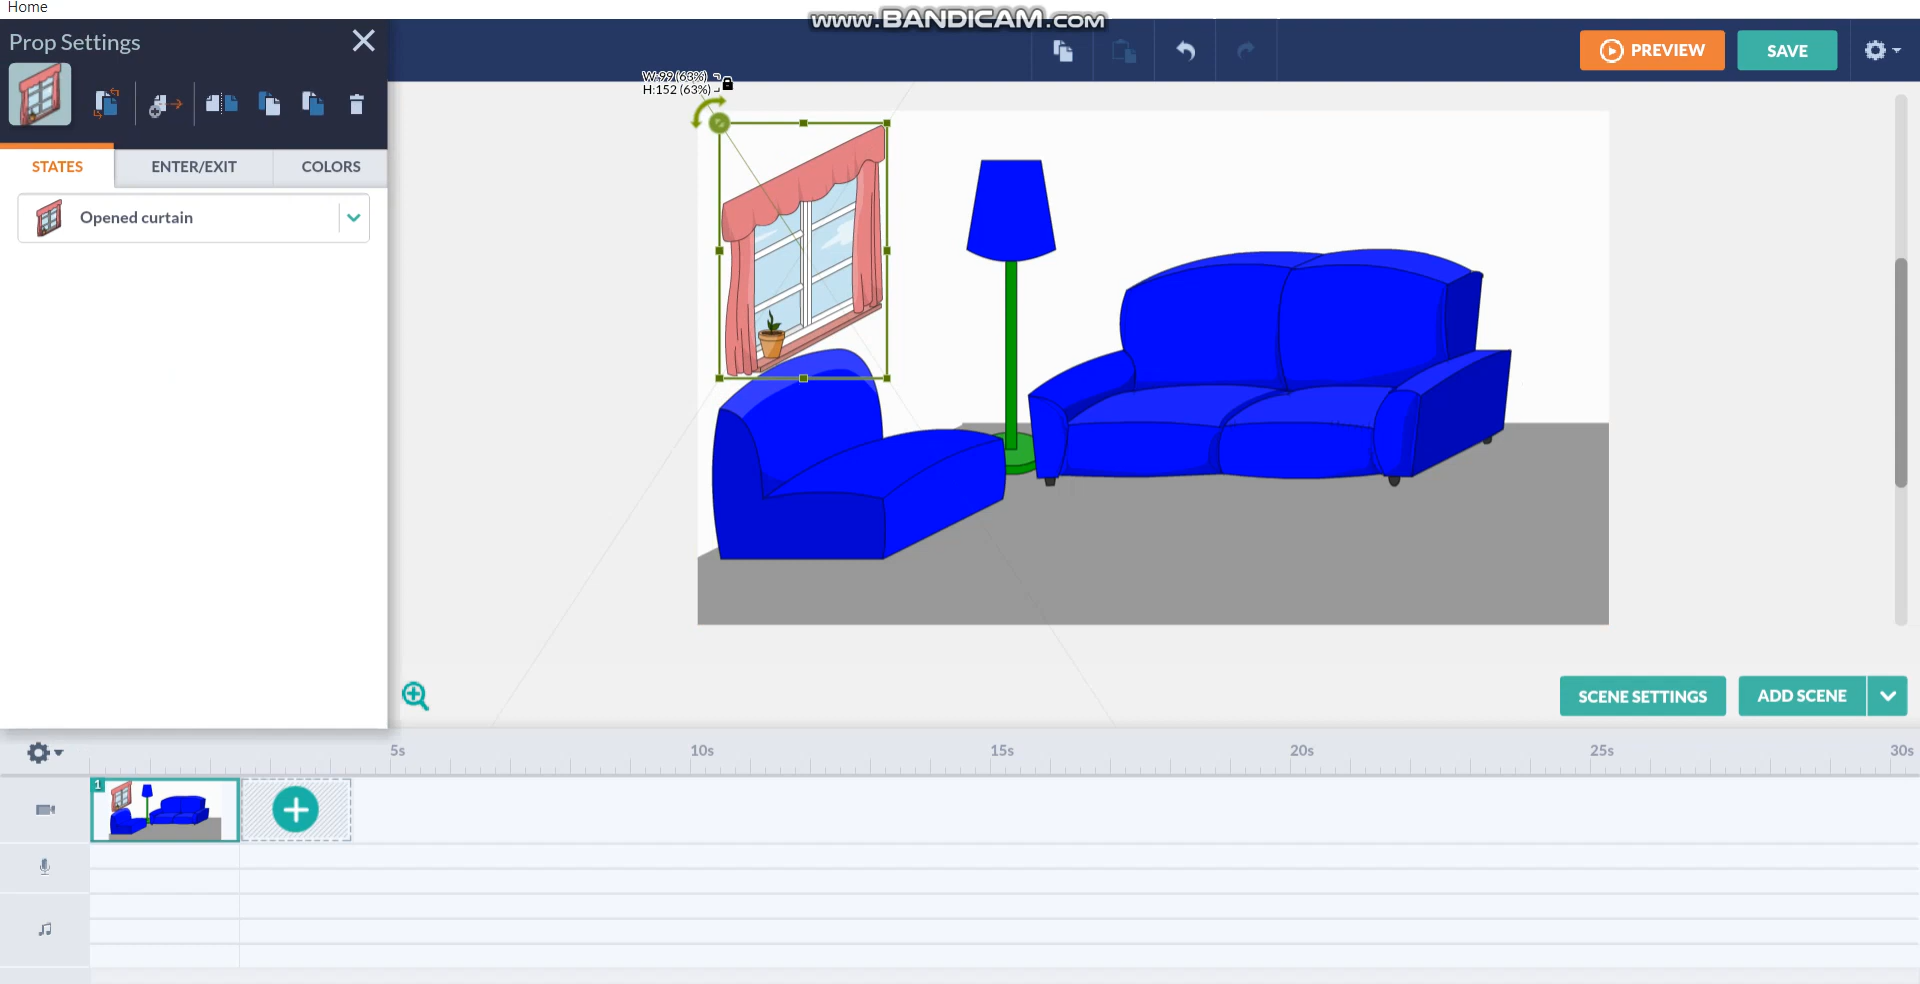 Home
www.BANDICAM.com
Prop Settings
PREVIEW
SAVE
W:99 (63%)
H:152 (63%)
STATES
ENTER/EXIT
COLORS
Opened curtain
SCENE SETTINGS
ADD SCENE
5s
10s
15s
20s
25s
30s
1